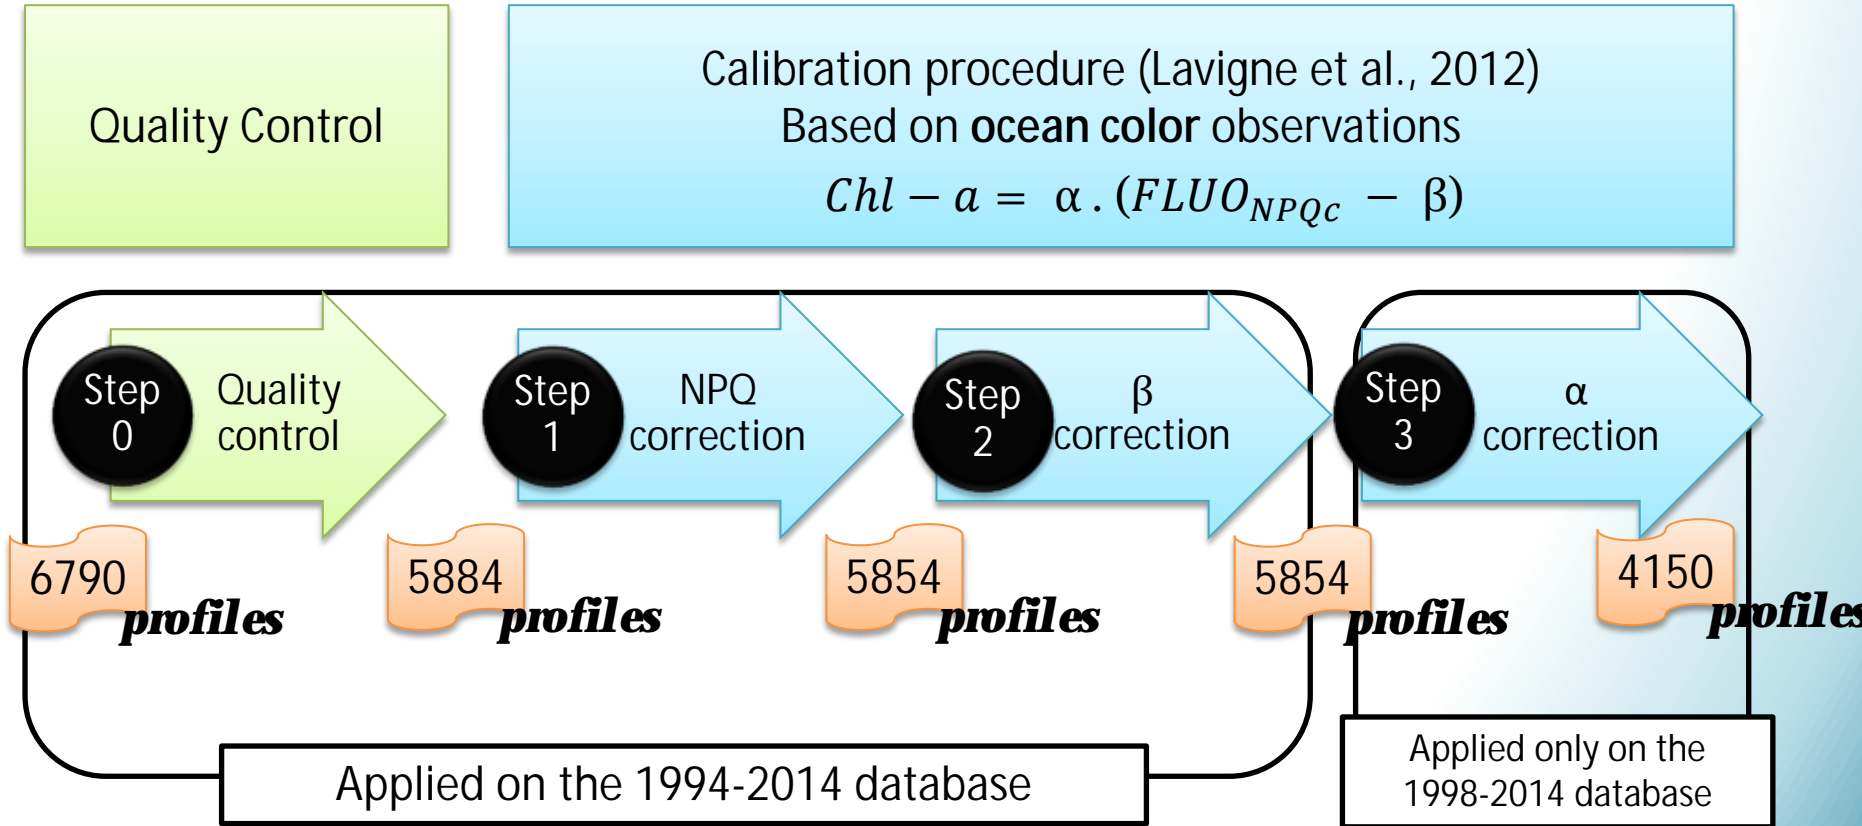 Quality Control
Calibration procedure (Lavigne et al., 2012)
Based on ocean color observations
Chl − a = α . (FLUO_NPQc − β)
Step
0
Quality
control
Step
1
NPQ
correction
Step
2
β
correction
Step
3
α
correction
6790
profiles
5884
profiles
5854
profiles
5854
profiles
4150
profiles
Applied on the 1994-2014 database
Applied only on the
1998-2014 database